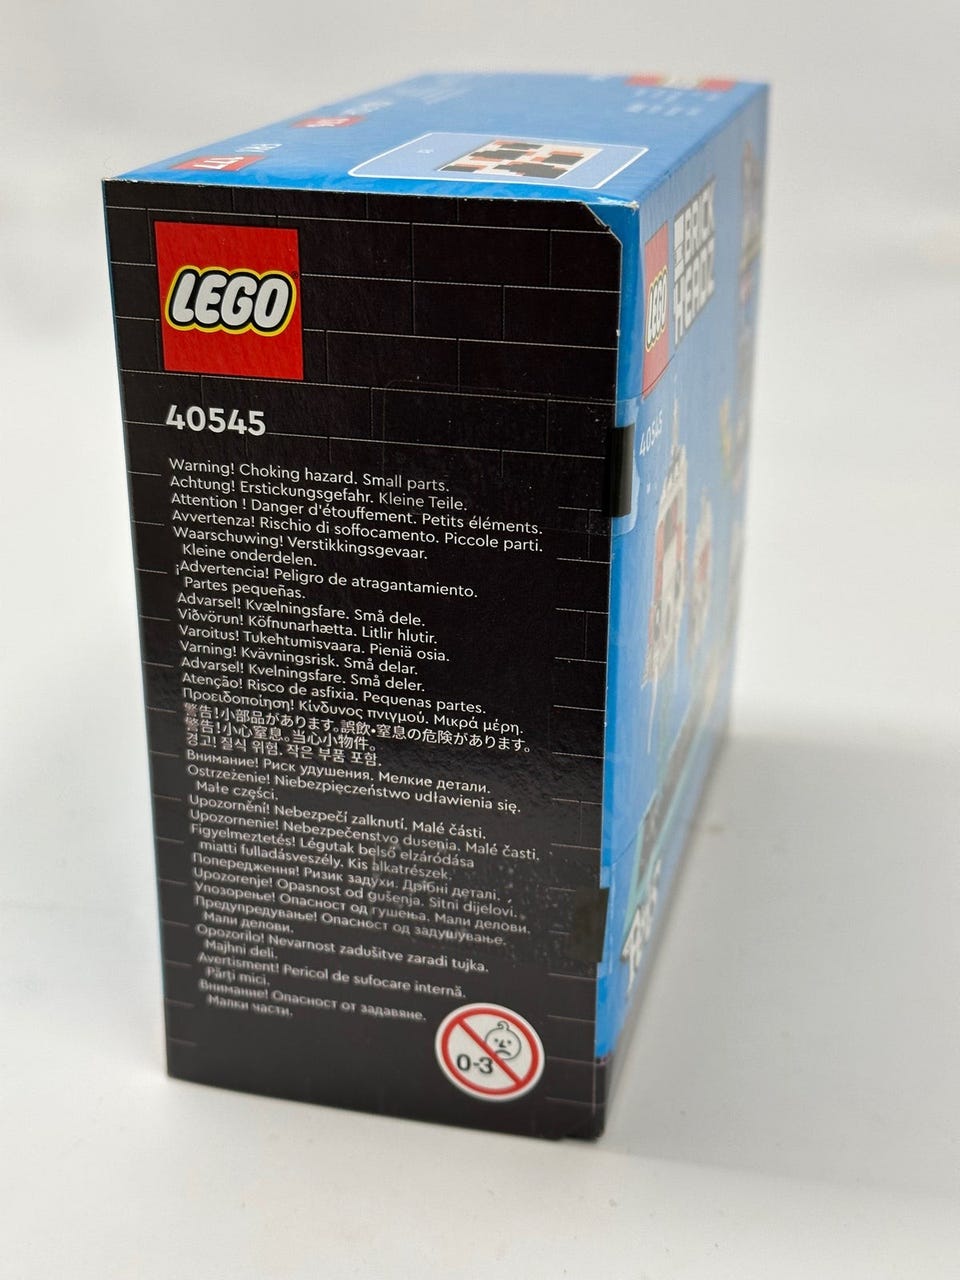 LEGO
40545
Warning! Choking hazard. Small parts.
Achtung! Erstickungsgefahr. Kleine Teile.
Attention ! Danger d'étouffement. Petits éléments.
Avvertenza! Rischio di soffocamento. Piccole parti.
Waarschuwing! Verstikkingsgevaar.
Kleine onderdelen.
¡Advertencia! Peligro de atragantamiento.
Partes pequeñas.
Advarsel! Kvælningsfare. Små dele.
Viðvörun! Köfnunarhætta. Litlir hlutir.
Varoitus! Tukehtumisvaara. Pieniä osia.
Varning! Kvävningsrisk. Små delar.
Advarsel! Kvelningsfare. Små deler.
Atenção! Risco de asfixia. Pequenas partes.
Προειδοποίηση! Κίνδυνος πνιγμού. Μικρά μέρη.
警告!小部品があります。誤飲・窒息の危険があります。
警告!小心窒息。当心小物件。
경고! 질식 위험. 작은 부품 포함.
Внимание! Риск удушения. Мелкие детали.
Ostrzeżenie! Niebezpieczeństwo udławienia się.
Małe części.
Upozornění! Nebezpečí zalknutí. Malé části.
Upozornenie! Nebezpečenstvo dusenia. Malé časti.
Figyelmeztetés! Légutak belső elzáródása
miatti fulladásveszély. Kis alkatrészek.
Попередження! Ризик задухи. Дрібні деталі.
Upozorenje! Opasnost od gušenja. Sitni dijelovi.
Упозорење! Опасност од гушења. Мали делови.
Предупредување! Опасност од задушување.
Мали делови.
Opozorilo! Nevarnost zadušitve zaradi tujka.
Majhni deli.
Avertisment! Pericol de sufocare internă.
Părți mici.
Внимание! Опасност от задавяне.
Малки части.
0-3
LEGO
BRICK
HEADZ
40545